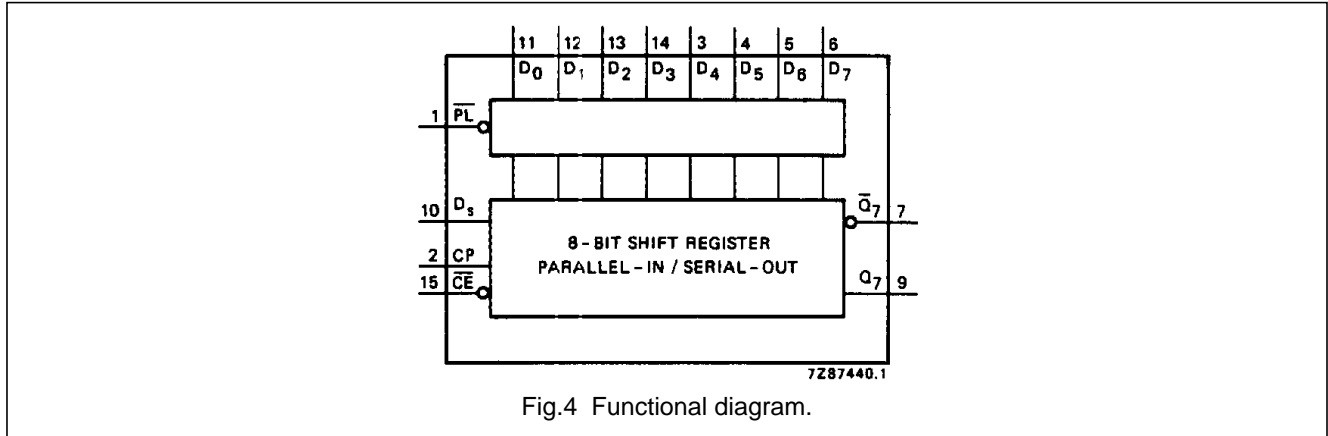 11 12 13 14 3 4 5 6
D0 D1 D2 D3 D4 D5 D6 D7
1 P̅L̅
10 Ds
Q̅7 7
8-BIT SHIFT REGISTER
2 CP
PARALLEL-IN / SERIAL-OUT
15 C̅E̅
Q7 9
7Z87440.1
Fig.4 Functional diagram.